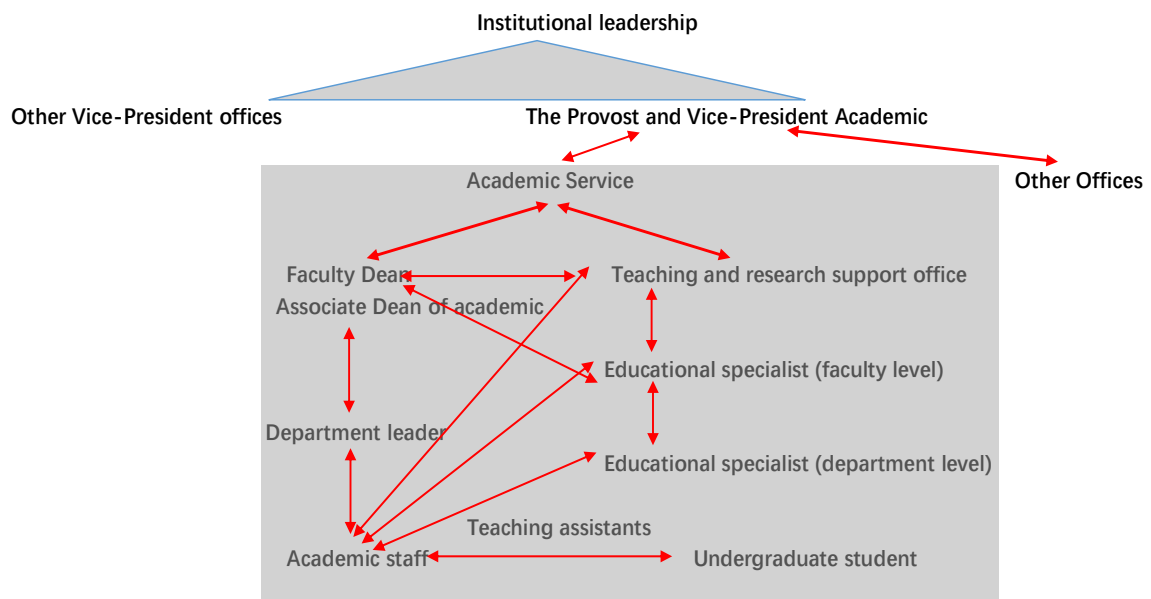 Institutional leadership
Other Vice-President offices
The Provost and Vice-President Academic
Academic Service
Other Offices
Faculty Dean
Teaching and research support office
Associate Dean of academic
Educational specialist (faculty level)
Department leader
Educational specialist (department level)
Teaching assistants
Academic staff
Undergraduate student